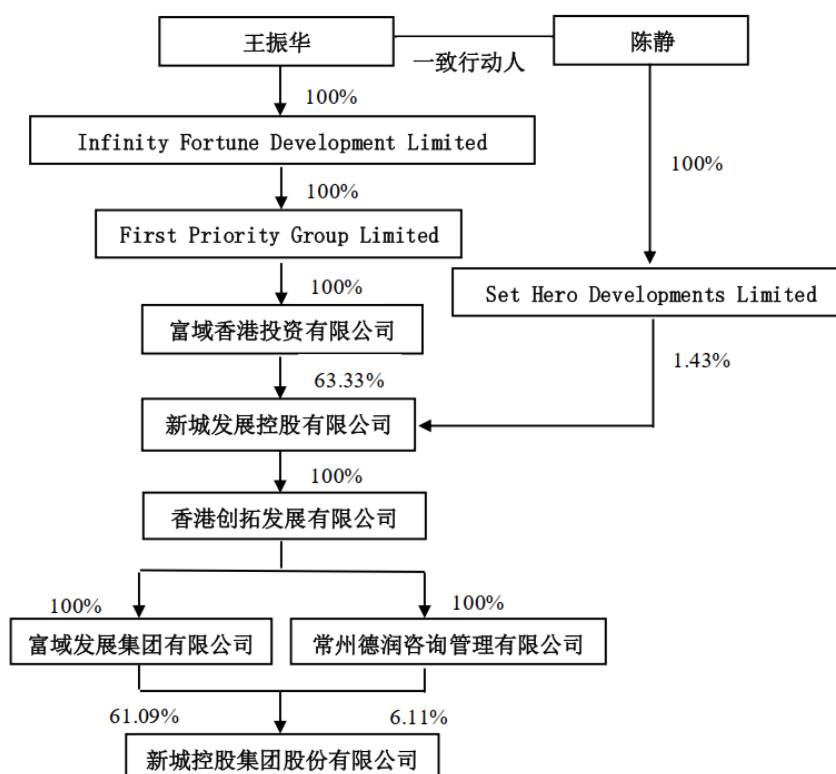 王振华
陈静
一致行动人
100%
Infinity Fortune Development Limited
100%
100%
First Priority Group Limited
100%
Set Hero Developments Limited
富域香港投资有限公司
63.33%
1.43%
新城发展控股有限公司
100%
香港创拓发展有限公司
100%
100%
富域发展集团有限公司
常州德润咨询管理有限公司
61.09%
6.11%
新城控股集团股份有限公司